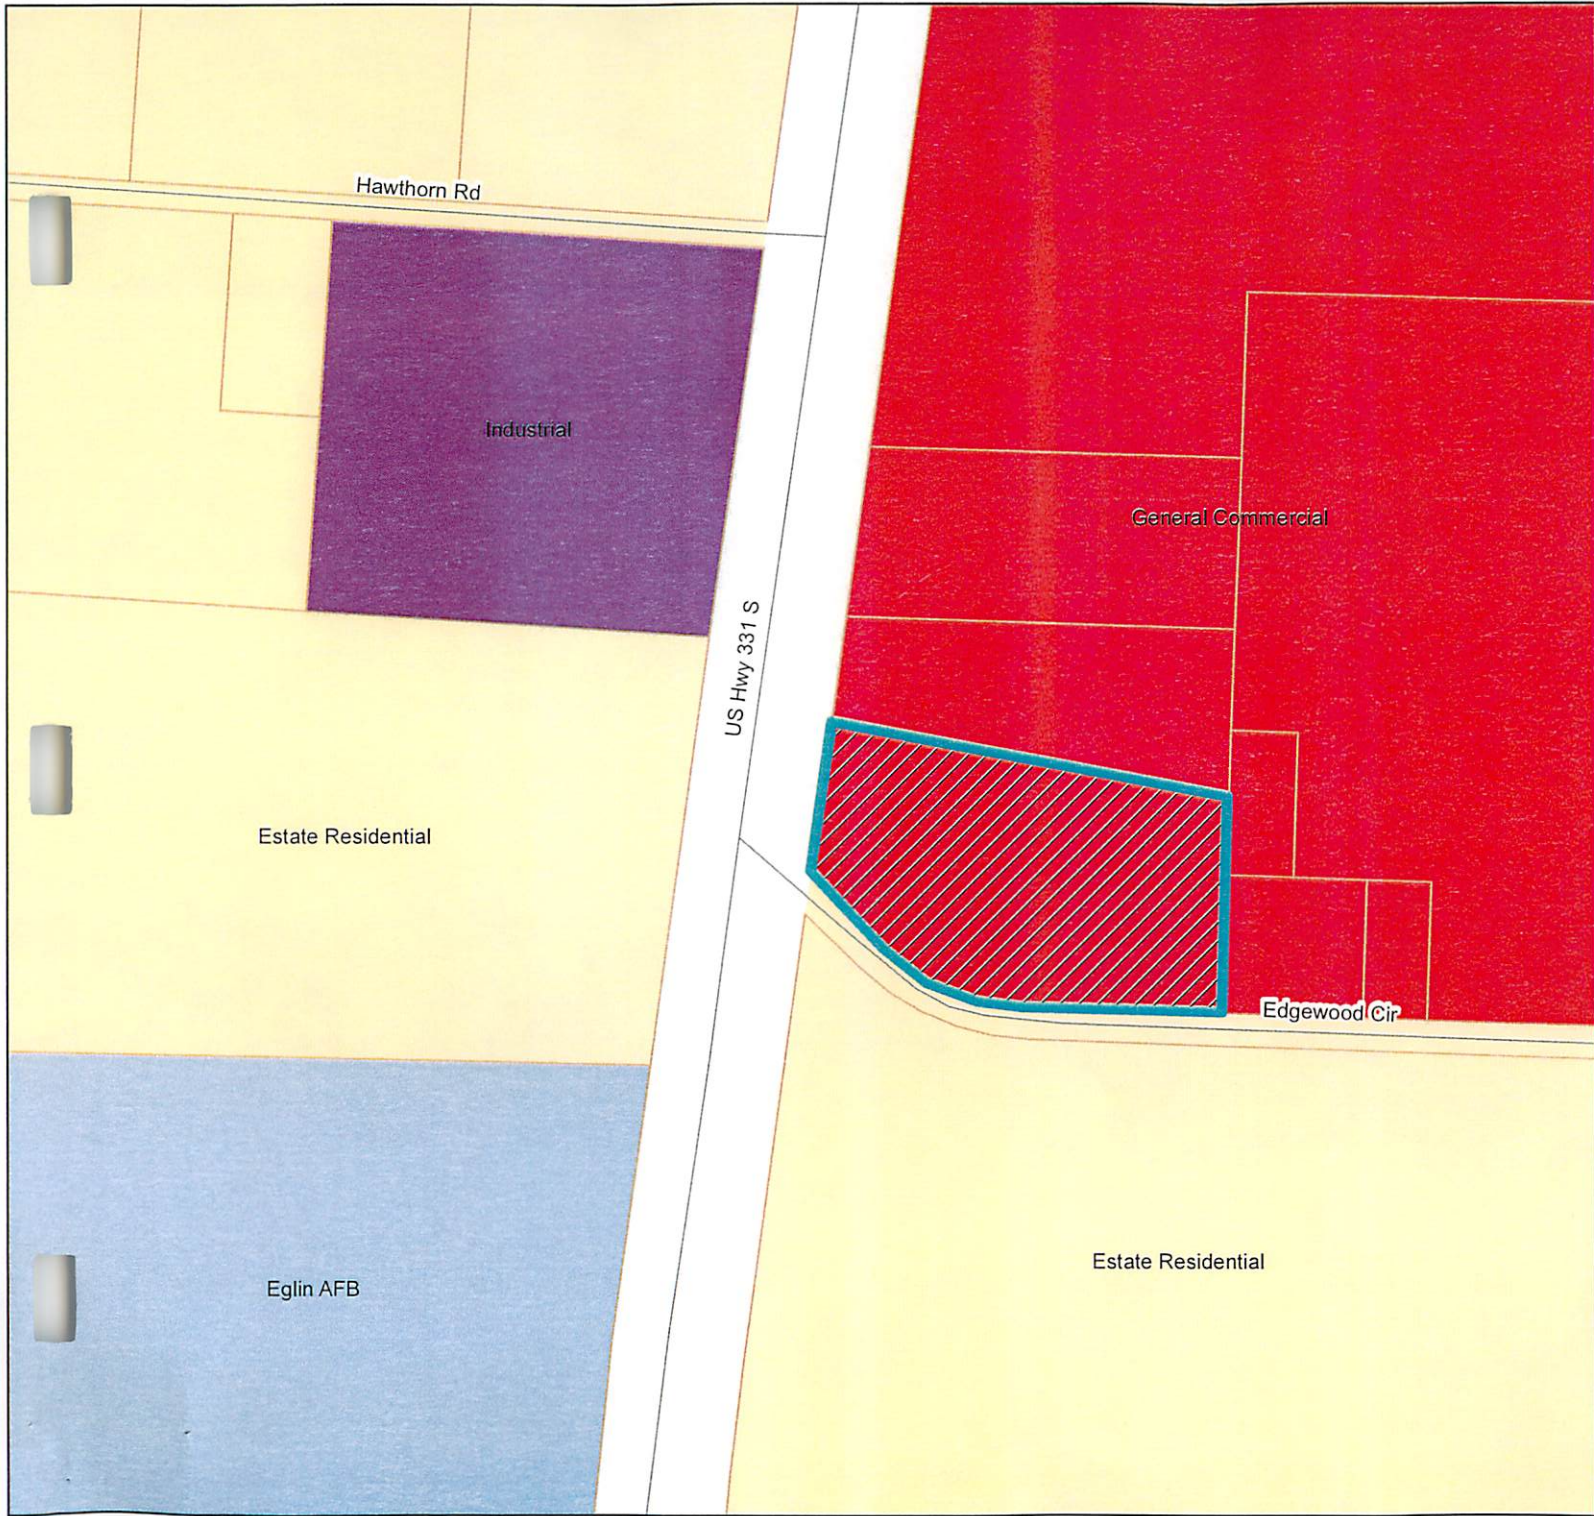 Hawthorn Rd
Industrial
General Commercial
US Hwy 331 S
Estate Residential
Edgewood Cir
Estate Residential
Eglin AFB